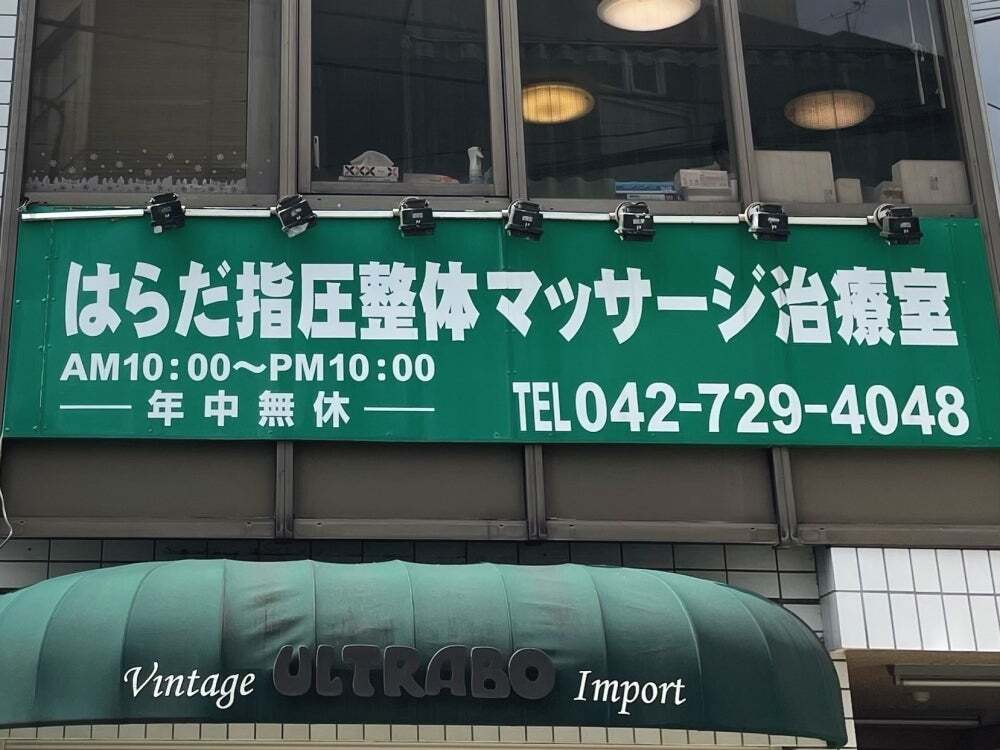 はらだ指圧整体マッサージ治療室
AM10:00〜PM10:00
年中無休
TEL042-729-4048
Vintage ULTRABO Import